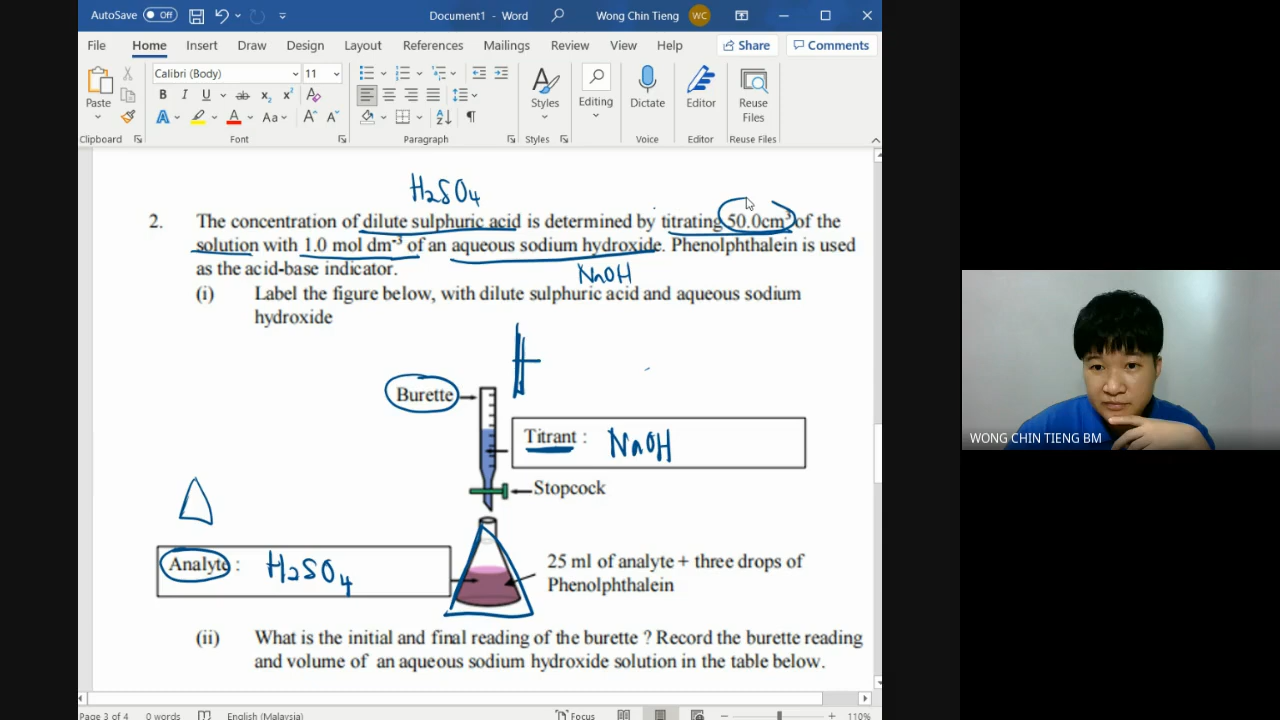 AutoSave Off Document1 - Word Wong Chin Tieng WC
File Home Insert Draw Design Layout References Mailings Review View Help Share Comments
Paste Calibri (Body) 11 Styles Editing Dictate Editor Reuse Files
Clipboard Font Paragraph Styles Voice Editor Reuse Files
H2SO4
2. The concentration of dilute sulphuric acid is determined by titrating 50.0cm³ of the
solution with 1.0 mol dm⁻³ of an aqueous sodium hydroxide. Phenolphthalein is used
as the acid-base indicator.
NaOH
(i) Label the figure below, with dilute sulphuric acid and aqueous sodium
hydroxide
Burette
Titrant : NaOH
Stopcock
Analyte : H2SO4
25 ml of analyte + three drops of
Phenolphthalein
(ii) What is the initial and final reading of the burette ? Record the burette reading
and volume of an aqueous sodium hydroxide solution in the table below.
Page 3 of 4 0 words English (Malaysia) Focus 110%
WONG CHIN TIENG BM